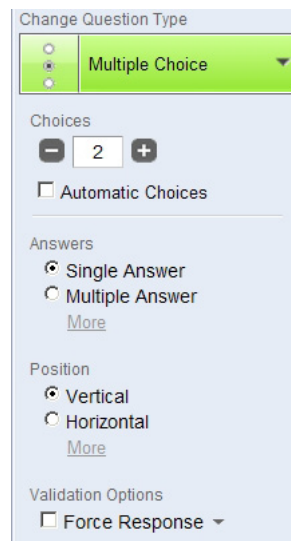 Change Question Type
Multiple Choice
Choices
2
Automatic Choices
Answers
Single Answer
Multiple Answer
More
Position
Vertical
Horizontal
More
Validation Options
Force Response